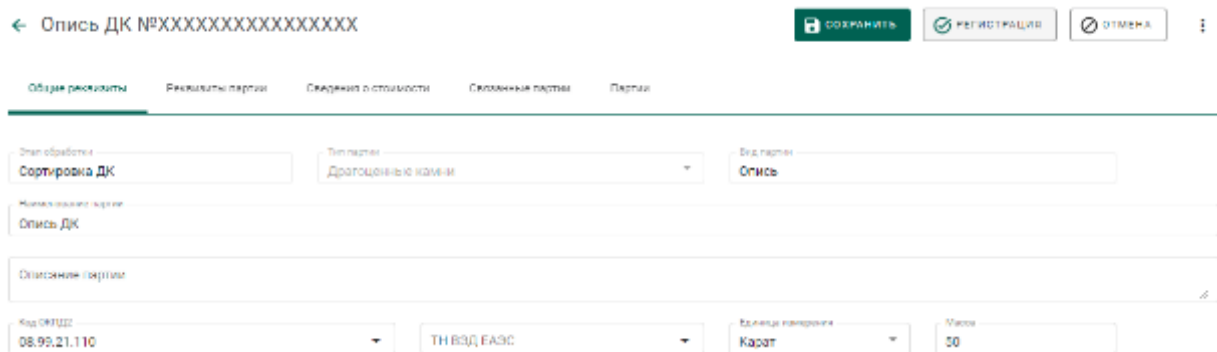 Опись ДК №XXXXXXXXXXXXXXXX СОХРАНИТЬ РЕГИСТРАЦИЯ ОТМЕНА
Общие реквизиты Реквизиты партии Сведения о стоимости Связанные партии Партии
Этап обработки Тип партии Вид партии
Сортировка ДК Драгоценные камни Опись
Наименование партии
Опись ДК
Описание партии
Код ОКПД2 Единица измерения Масса
08.99.21.110 ТН ВЭД ЕАЭС Карат 50